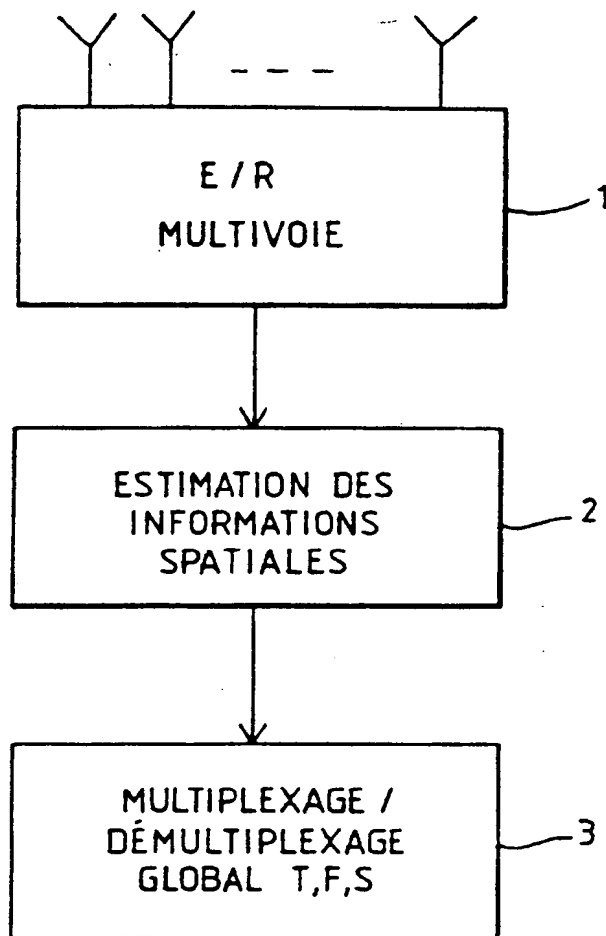 E/R
MULTIVOIE
1
ESTIMATION DES
INFORMATIONS
SPATIALES
2
MULTIPLEXAGE /
DÉMULTIPLEXAGE
GLOBAL T,F,S
3